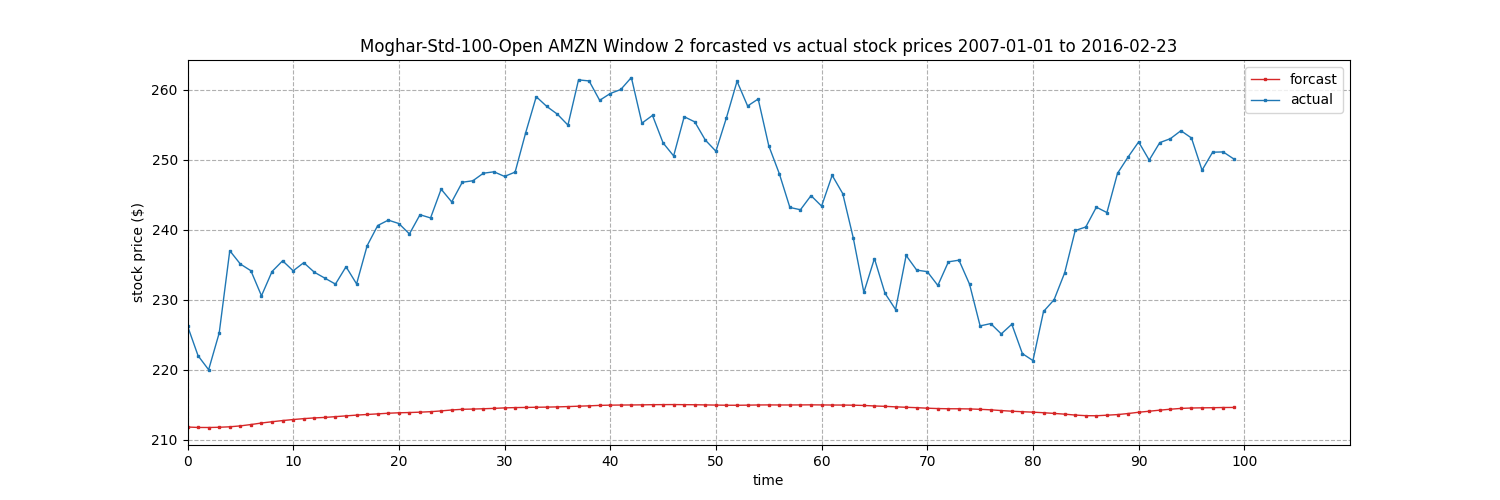 Moghar-Std-100-Open AMZN Window 2 forcasted vs actual stock prices 2007-01-01 to 2016-02-23
forcast
actual
stock price ($)
260
250
240
230
220
210
0 10 20 30 40 50 60 70 80 90 100
time